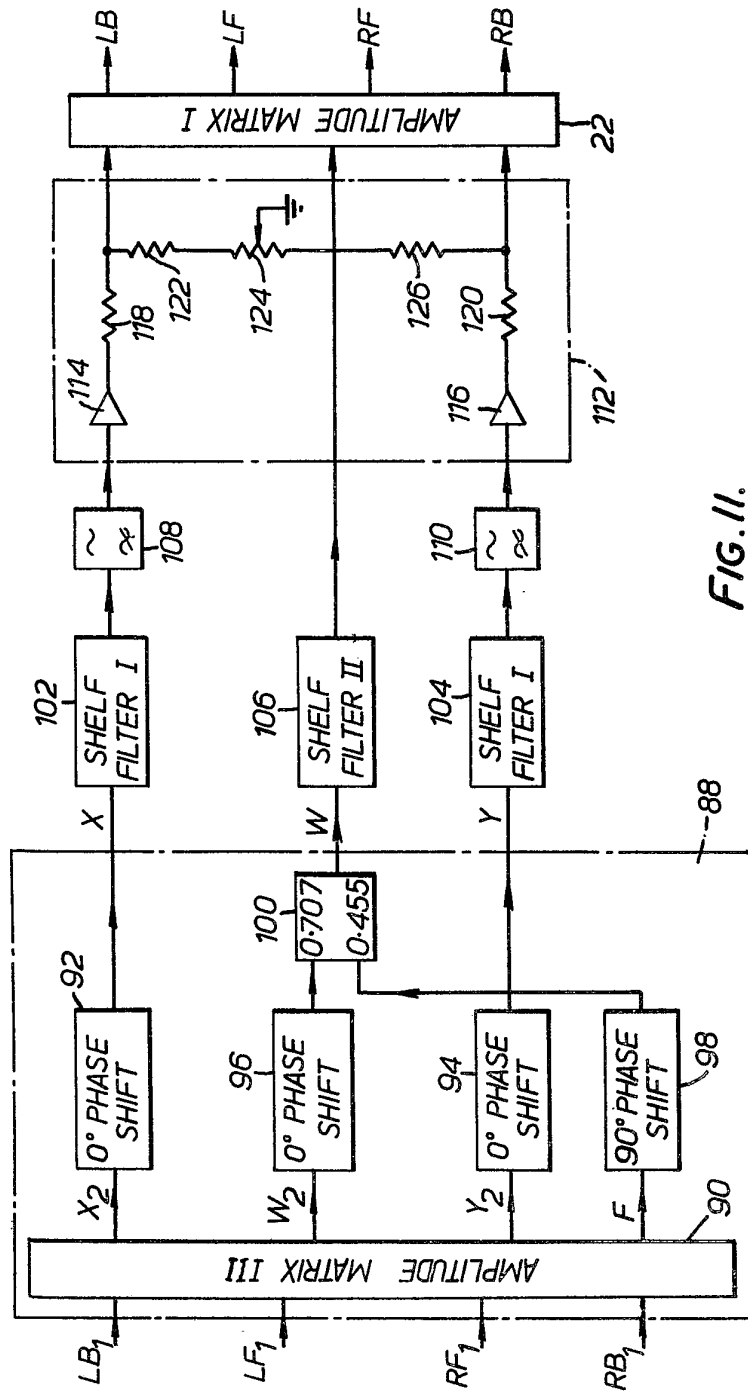 LB₁
LF₁
RF₁
RB₁
AMPLITUDE MATRIX III
90
X₂
W₂
Y₂
F
92
0° PHASE SHIFT
96
0° PHASE SHIFT
94
0° PHASE SHIFT
98
90° PHASE SHIFT
100
0·707
0·455
88
X
W
Y
102
SHELF FILTER I
106
SHELF FILTER II
104
SHELF FILTER I
108
110
114
116
118
120
122
124
126
112
AMPLITUDE MATRIX I
22
LB
LF
RF
RB
FIG.11.